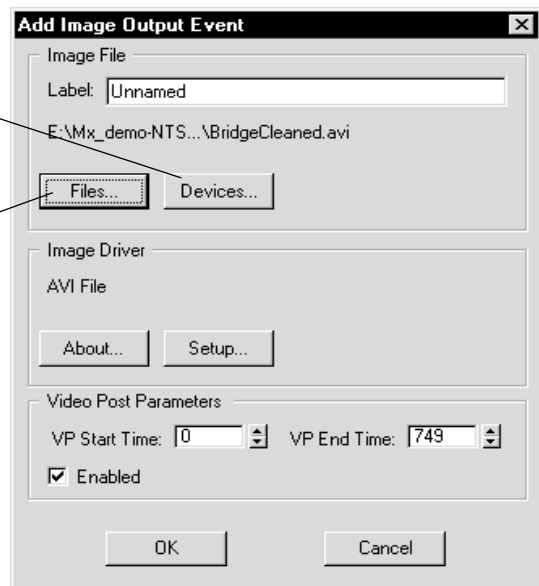 Add Image Output Event
Image File
Label: Unnamed
E:\Mx_demo-NTS...\BridgeCleaned.avi
Files... Devices...
Image Driver
AVI File
About... Setup...
Video Post Parameters
VP Start Time: 0 VP End Time: 749
Enabled
OK Cancel